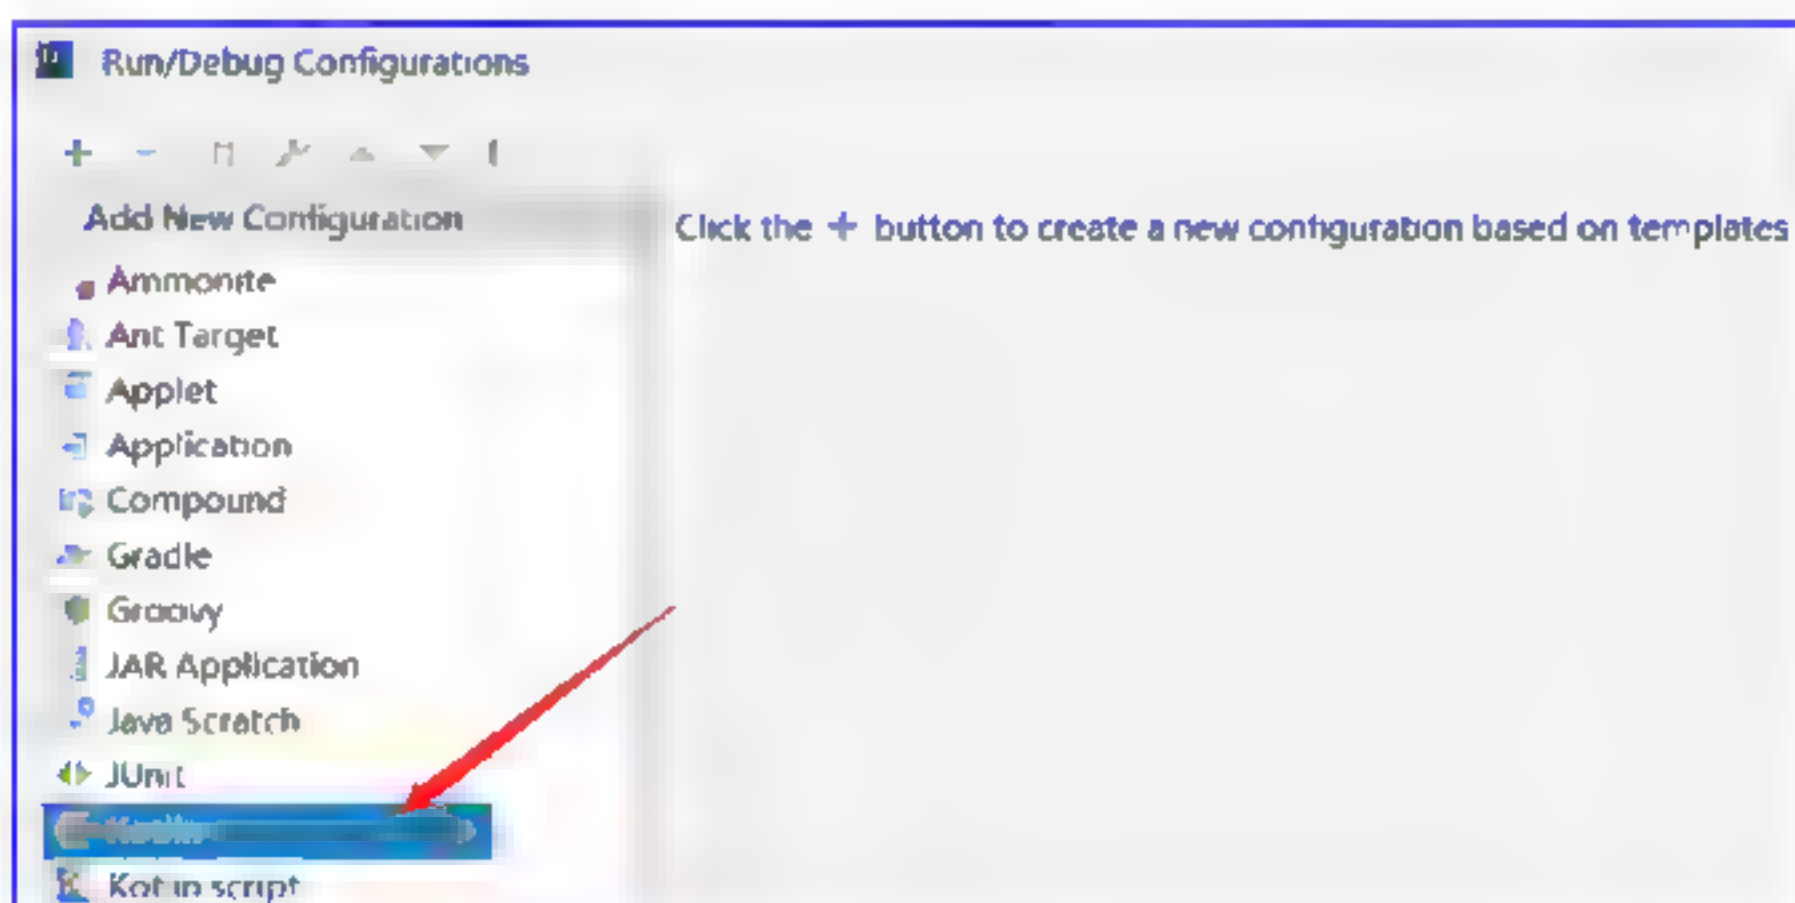 Run/Debug Configurations
Add New Configuration
Click the + button to create a new configuration based on templates
Ammonite
Ant Target
Applet
Application
Compound
Gradle
Groovy
JAR Application
Java Scratch
JUnit
Kotlin script